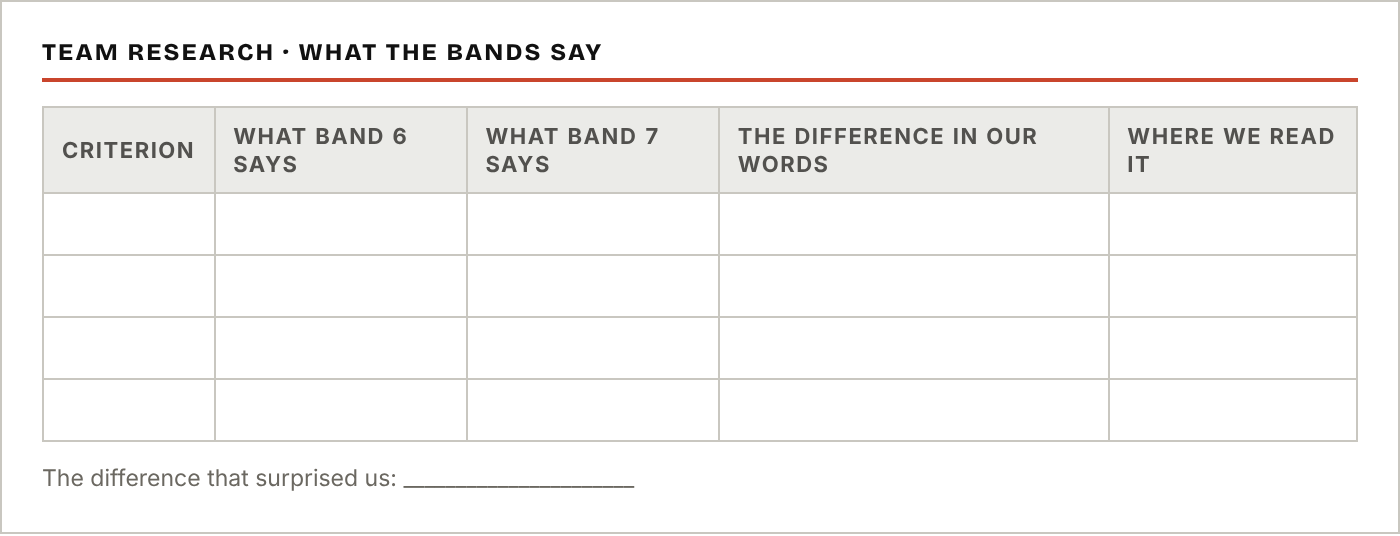 TEAM RESEARCH · WHAT THE BANDS SAY
CRITERION
WHAT BAND 6
SAYS
WHAT BAND 7
SAYS
THE DIFFERENCE IN OUR
WORDS
WHERE WE READ
IT
The difference that surprised us: ____________________